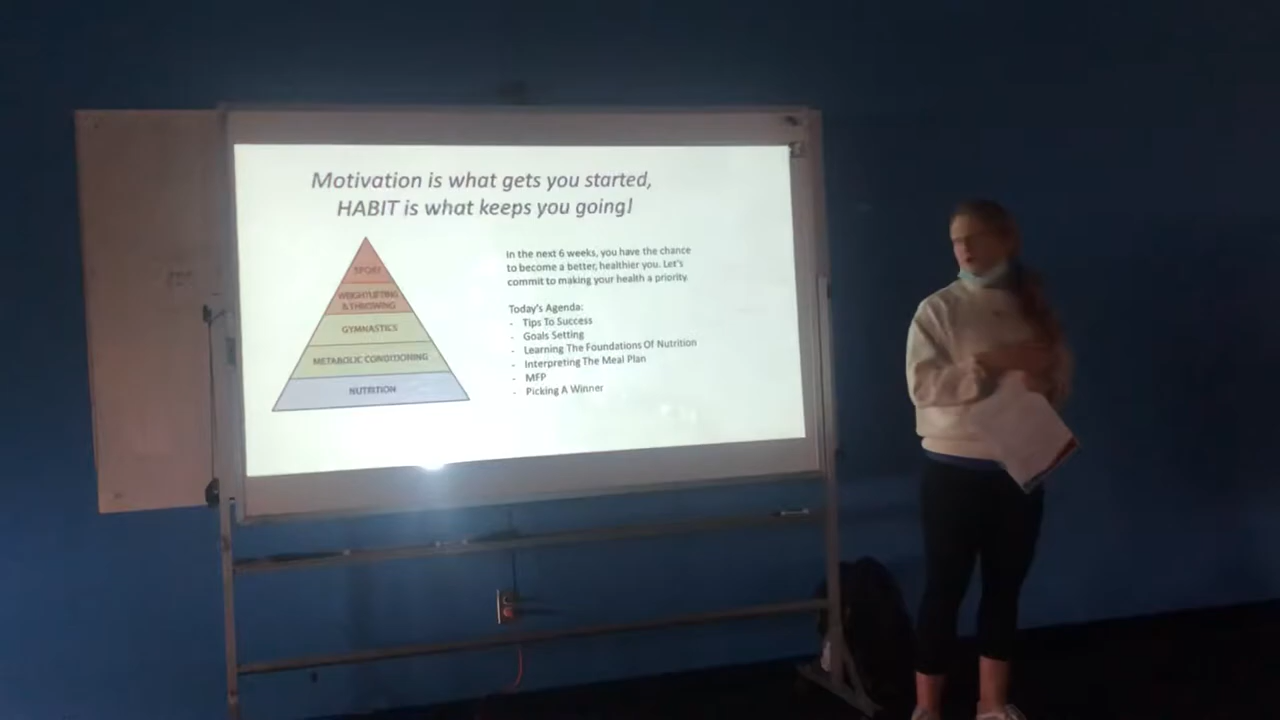 Motivation is what gets you started,
HABIT is what keeps you going!
SPORT
WEIGHTLIFTING
& THROWING
GYMNASTICS
METABOLIC CONDITIONING
NUTRITION
In the next 6 weeks, you have the chance
to become a better, healthier you. Let's
commit to making your health a priority.
Today's Agenda:
- Tips To Success
- Goals Setting
- Learning The Foundations Of Nutrition
- Interpreting The Meal Plan
- MFP
- Picking A Winner